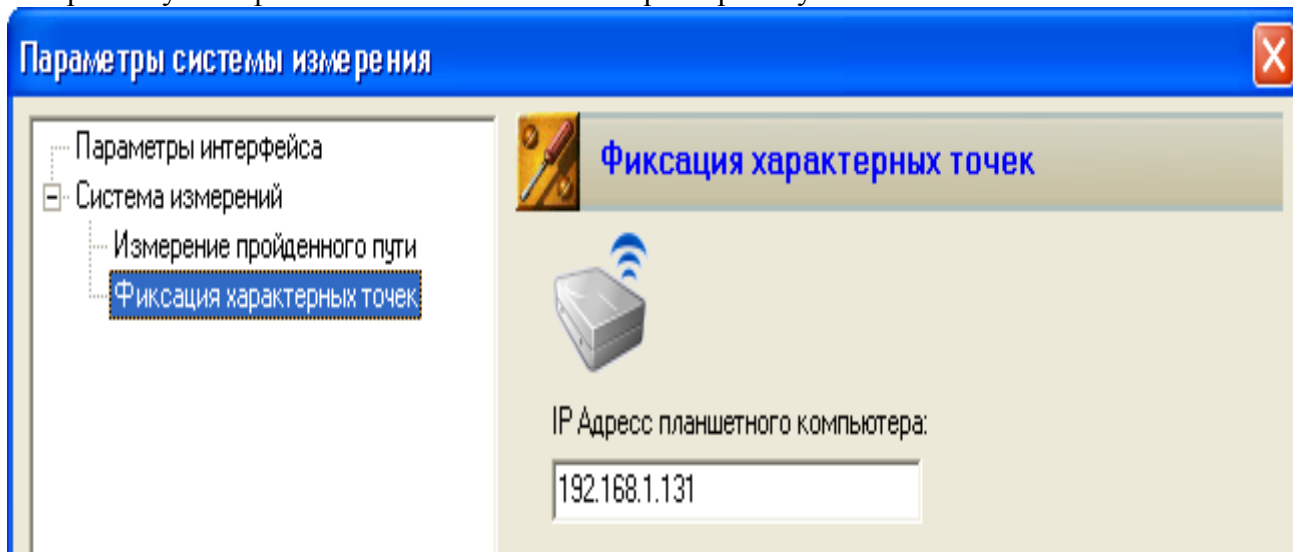 Параметры системы измерения
Параметры интерфейса
Система измерений
Измерение пройденного пути
Фиксация характерных точек
Фиксация характерных точек
IP Адресс планшетного компьютера:
192.168.1.131